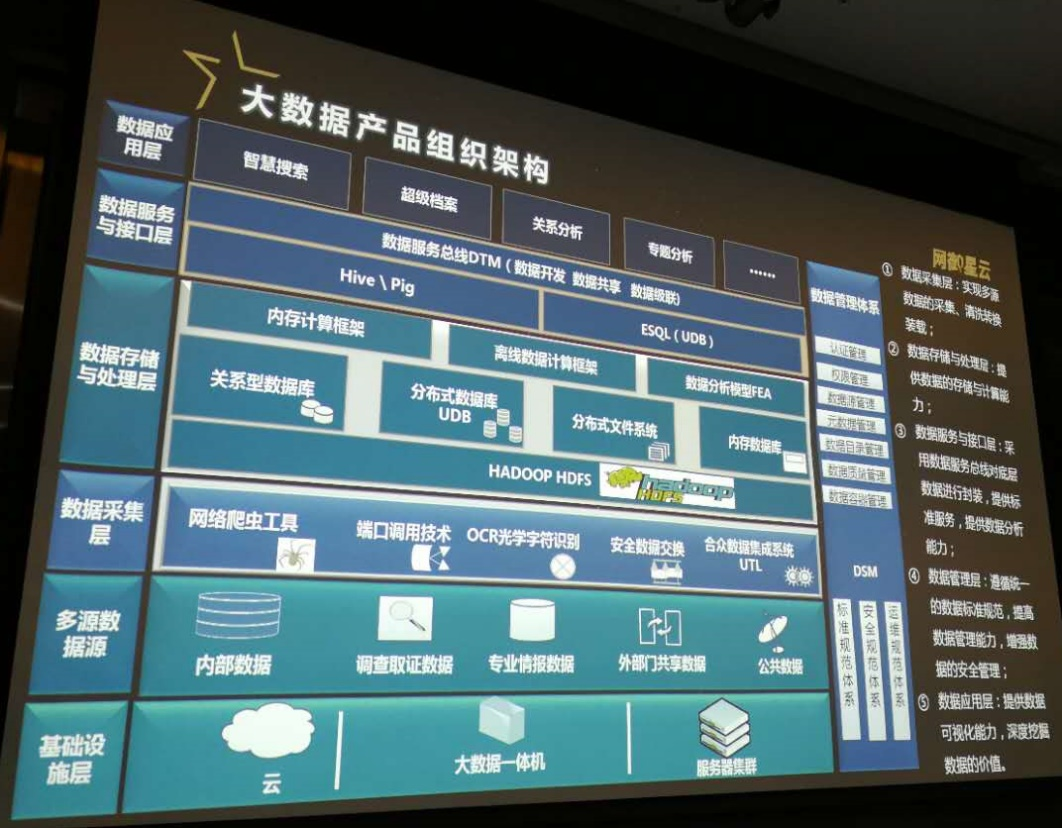 大数据产品组织架构
数据应
用层
智慧搜索
超级档案
关系分析
专题分析
······
数据服务
与接口层
数据服务总线DTM（数据开发 数据共享 数据级联)
Hive \ Pig
ESQL（UDB）
数据存储
与处理层
内存计算框架
离线数据计算框架
数据分析模型FEA
关系型数据库
分布式数据库
UDB
分布式文件系统
内存数据库
HADOOP HDFS
hadoop
HDFS
数据采集
层
网络爬虫工具
端口调用技术
OCR光学字符识别
安全数据交换
合众数据集成系统
UTL
多源数
据源
内部数据
调查取证数据
专业情报数据
外部门共享数据
公共数据
基础设
施层
云
大数据一体机
服务器集群
数据管理体系
认证管理
权限管理
数据源管理
元数据管理
数据目录管理
数据质量管理
数据容器管理
DSM
标准规范体系
安全规范体系
运维规范体系
网御星云
① 数据采集层：实现多源
数据的采集、清洗转换
装载；
② 数据存储与处理层：提
供数据的存储与计算能
力；
③ 数据服务与接口层：采
用数据服务总线对底层
数据进行封装，提供标
准服务，提供数据分析
能力；
④ 数据管理层：遵循统一
的数据标准规范，提高
数据管理能力，增强数
据的安全管理；
⑤ 数据应用层：提供数据
可视化能力，深度挖掘
数据的价值。